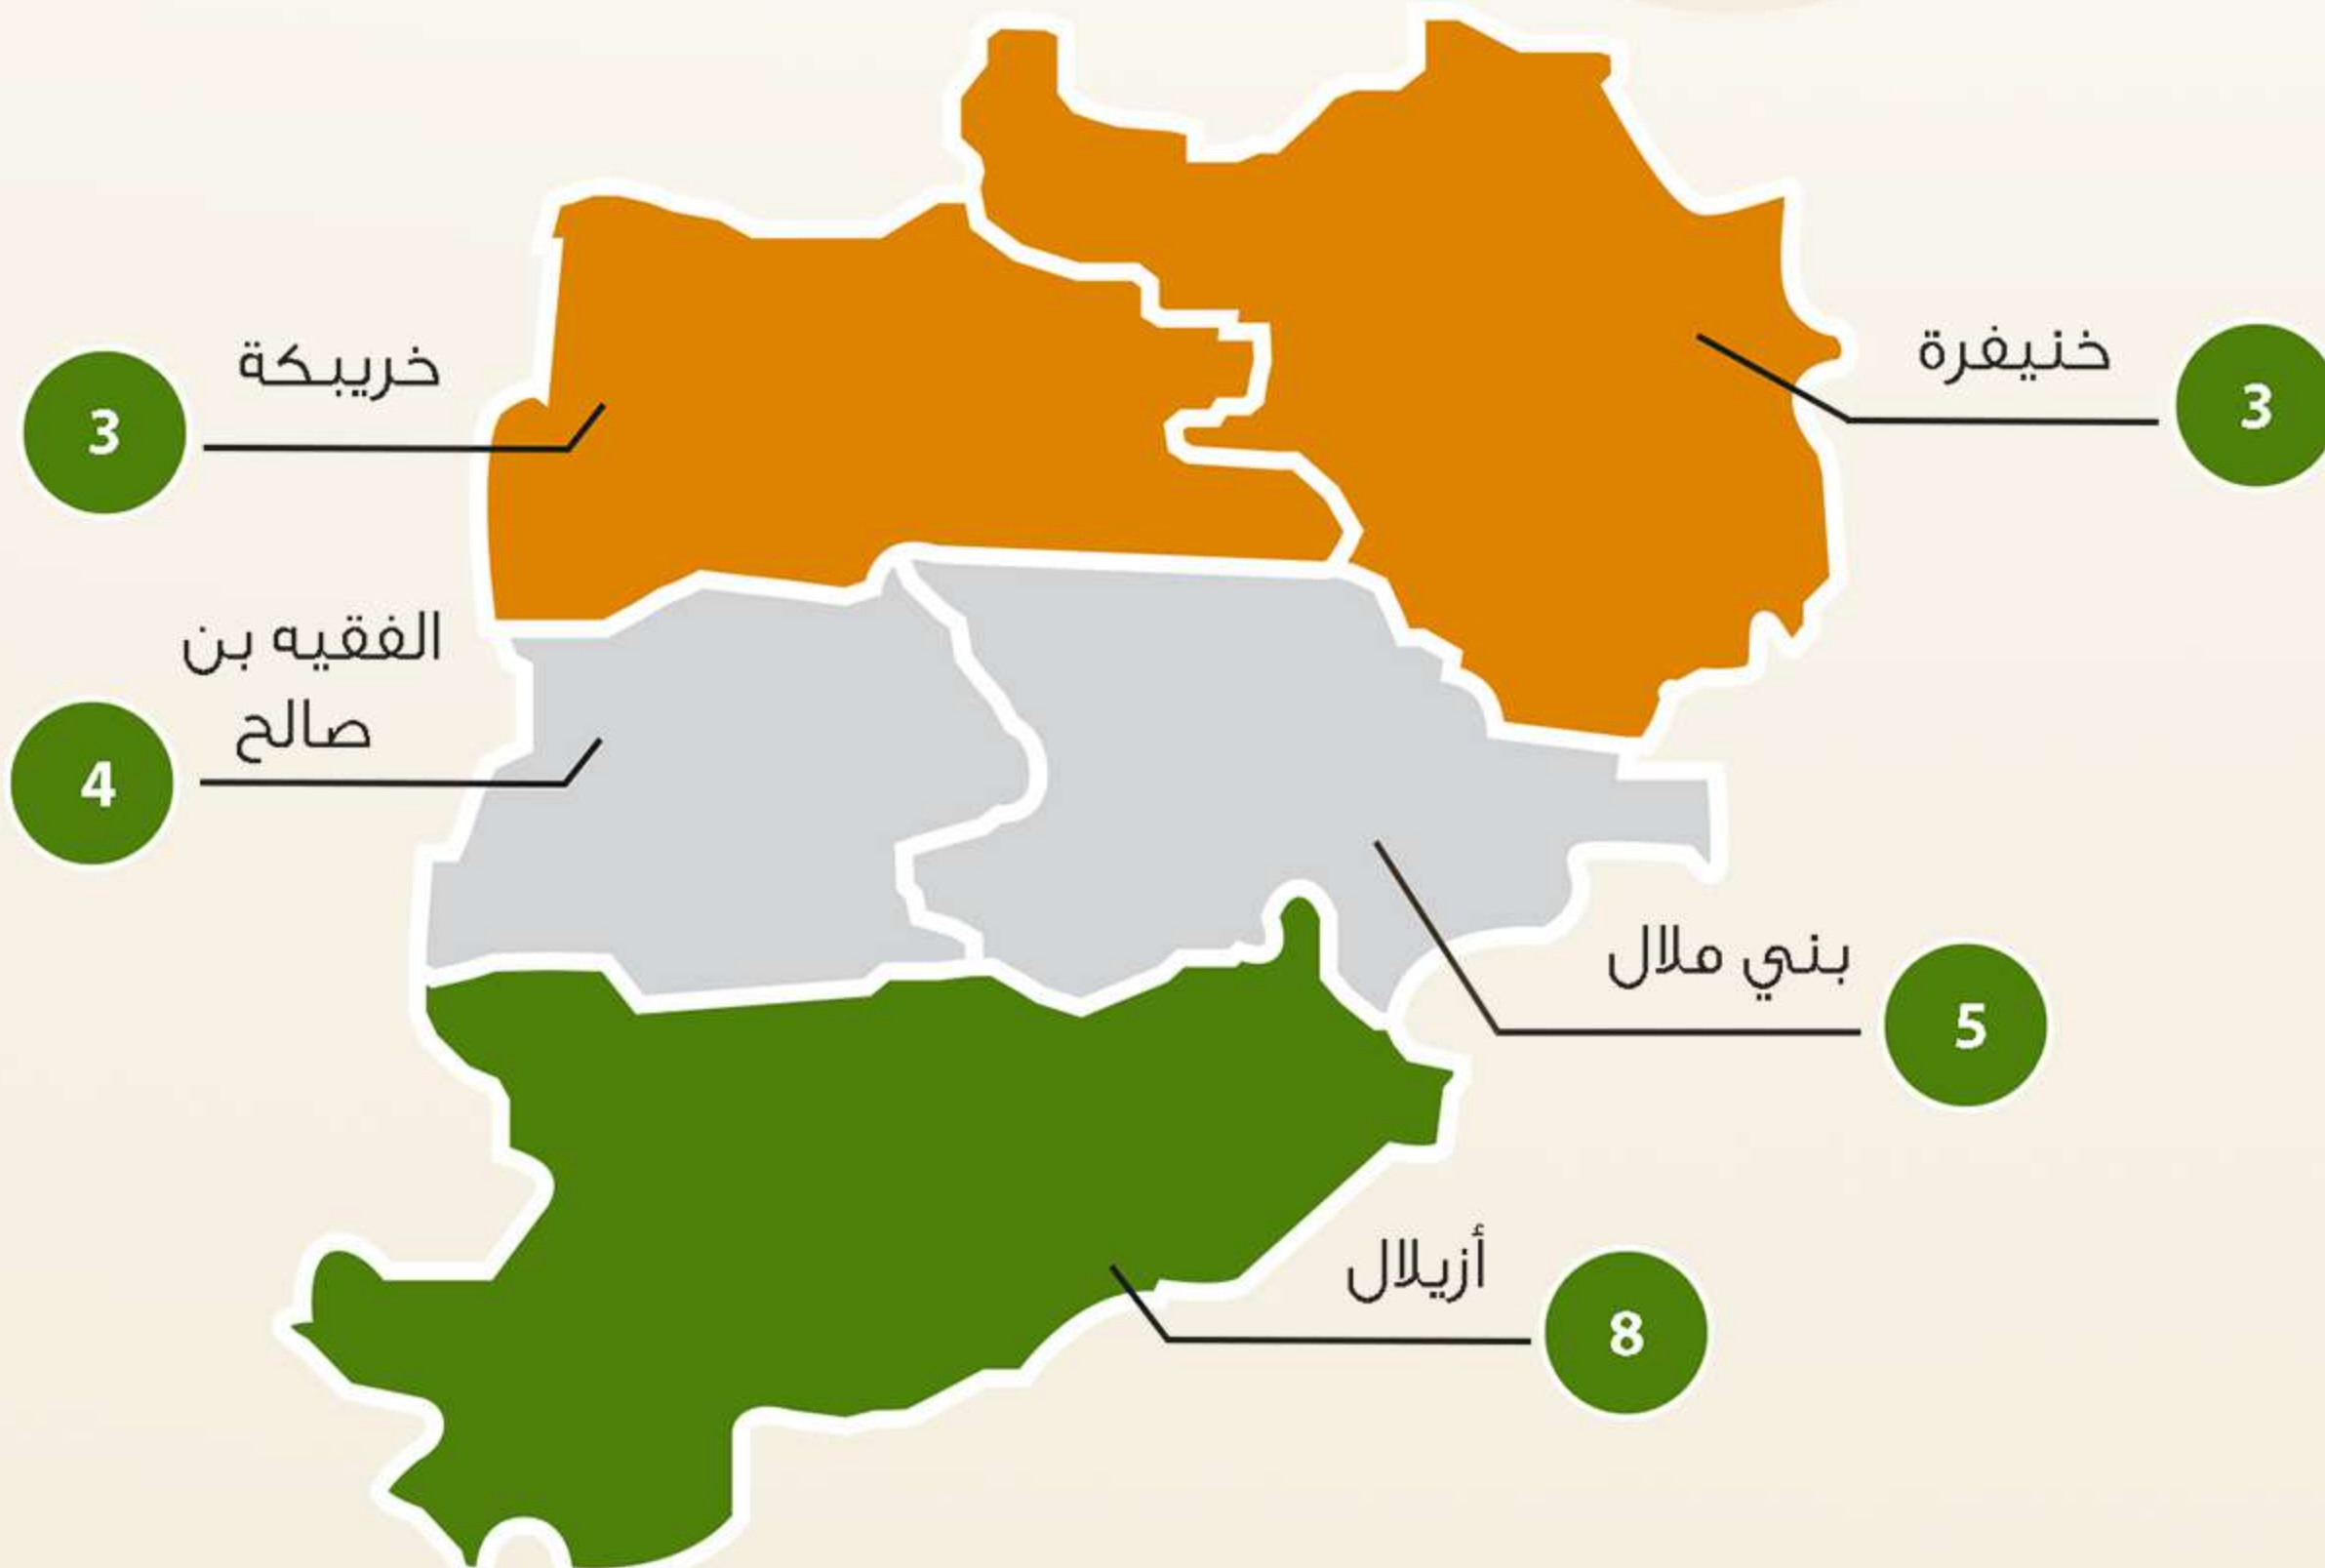 خنيفرة
3
خريبكة
3
الفقيه بن
صالح
4
بني ملال
5
أزيلال
8